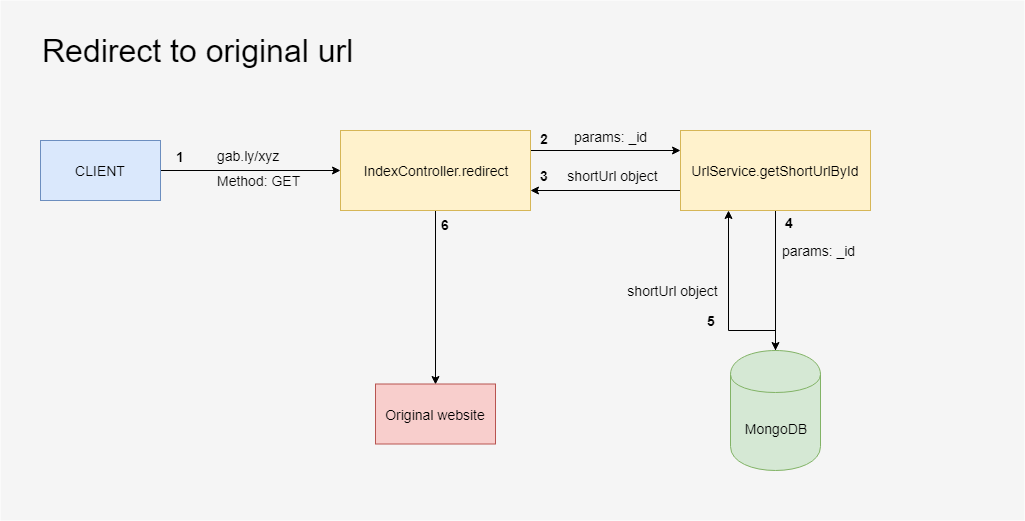 Redirect to original url
CLIENT
1
gab.ly/xyz
Method: GET
IndexController.redirect
2
params: _id
3
shortUrl object
UrlService.getShortUrlById
6
4
params: _id
shortUrl object
5
Original website
MongoDB